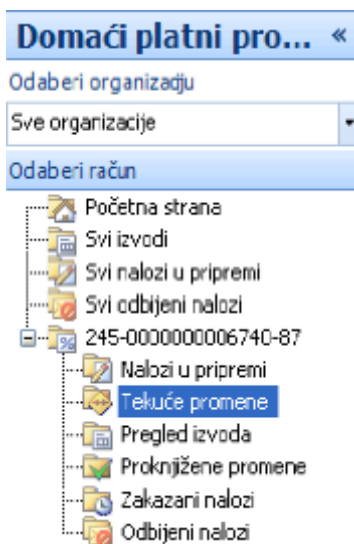 Domaći platni pro... «
Odaberi organizaciju
Sve organizacije
Odaberi račun
Početna strana
Svi izvodi
Svi nalozi u pripremi
Svi odbijeni nalozi
245-0000000006740-87
Nalozi u pripremi
Tekuće promene
Pregled izvoda
Proknjižene promene
Zakazani nalozi
Odbijeni nalozi